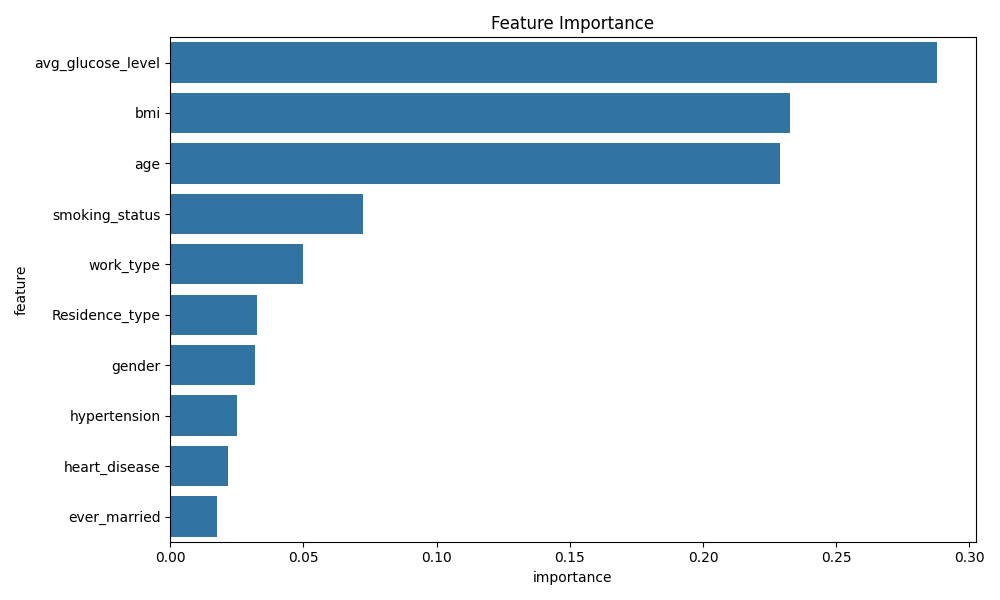 Feature Importance
avg_glucose_level
bmi
age
smoking_status
work_type
Residence_type
gender
hypertension
heart_disease
ever_married
feature
0.00 0.05 0.10 0.15 0.20 0.25 0.30
importance